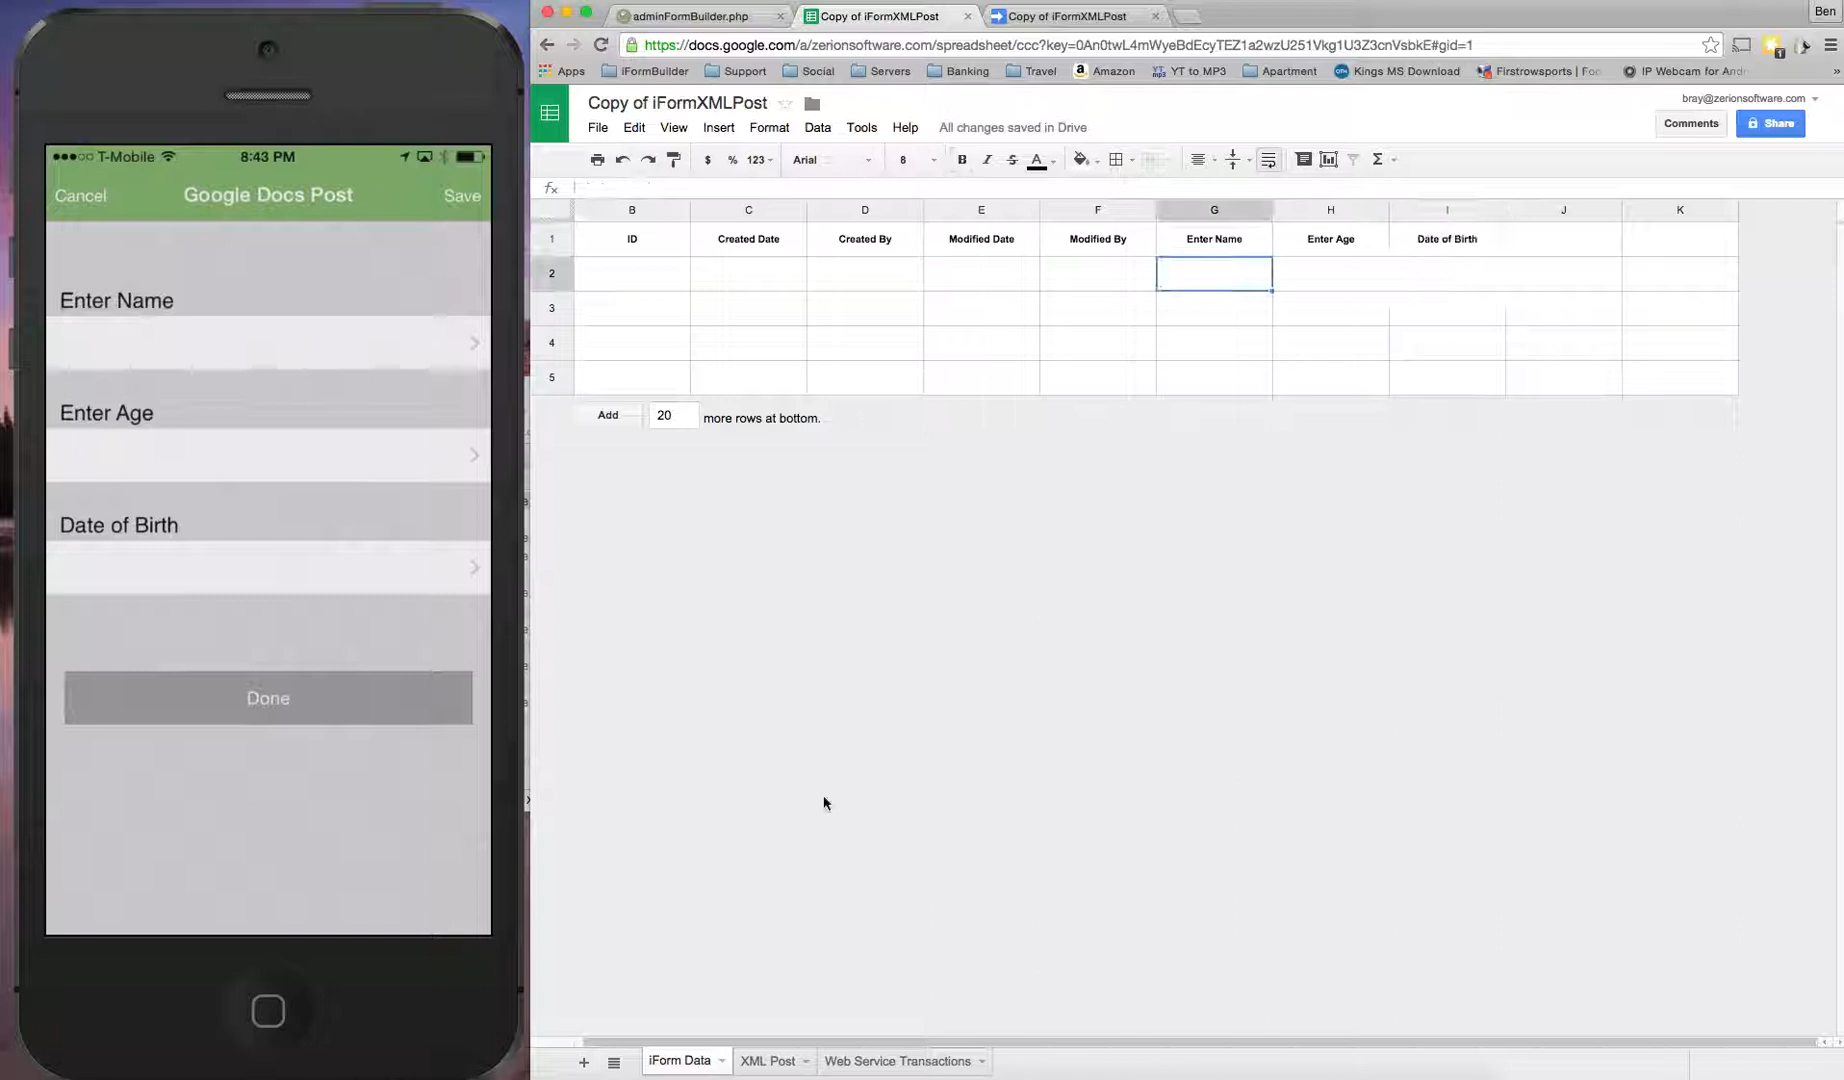 T-Mobile 8:43 PM
Cancel Google Docs Post Save
Enter Name
Enter Age
Date of Birth
Done
adminFormBuilder.php Copy of iFormXMLPost Copy of iFormXMLPost Ben
https://docs.google.com/a/zerionsoftware.com/spreadsheet/ccc?key=0An0twL4mWyeBdEcyTEZ1a2wzU251Vkg1U3Z3cnVsbkE#gid=1
Apps iFormBuilder Support Social Servers Banking Travel Amazon YT to MP3 Apartment Kings MS Download Firstrowsports | Foo IP Webcam for And
Copy of iFormXMLPost bray@zerionsoftware.com
File Edit View Insert Format Data Tools Help All changes saved in Drive Comments Share
$ % 123 Arial 8 B I S A Σ
fx
B C D E F G H I J K
1 ID Created Date Created By Modified Date Modified By Enter Name Enter Age Date of Birth
2
3
4
5
Add 20 more rows at bottom.
iForm Data XML Post Web Service Transactions